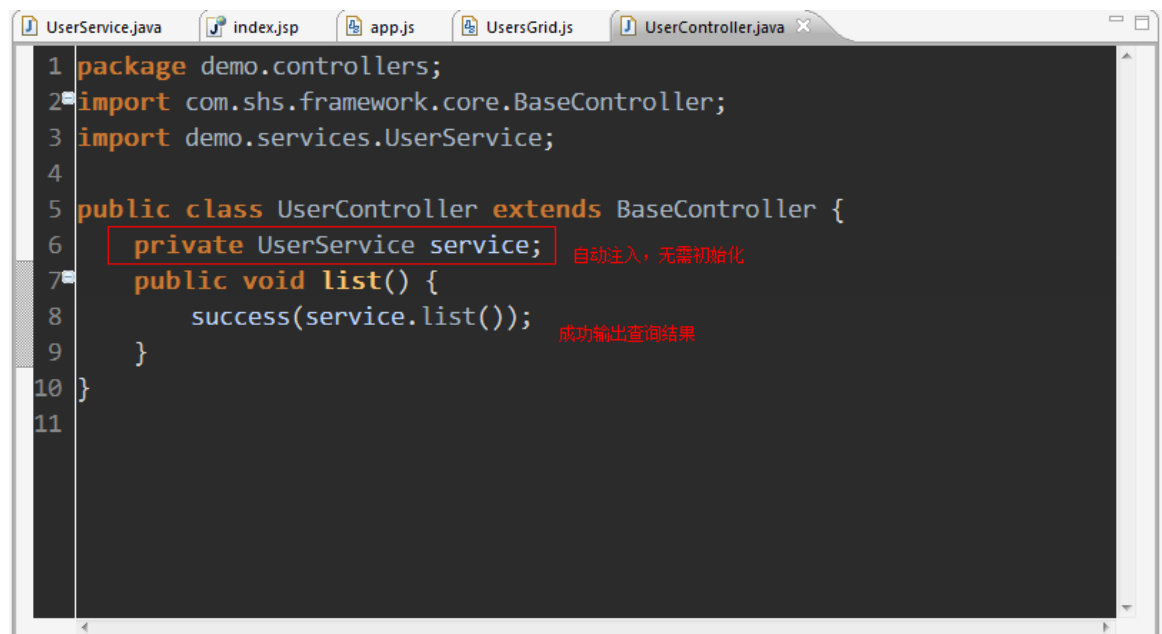 UserService.java index.jsp app.js UsersGrid.js UserController.java
1 package demo.controllers;
2 import com.shs.framework.core.BaseController;
3 import demo.services.UserService;
4
5 public class UserController extends BaseController {
6 private UserService service; 自动注入，无需初始化
7 public void list() {
8 success(service.list()); 成功输出查询结果
9 }
10 }
11